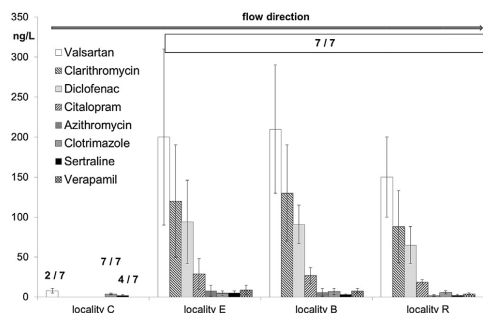 flow direction
350
ng/L
7 / 7
300
250
200
150
100
50
0
Valsartan
Clarithromycin
Diclofenac
Citalopram
Azithromycin
Clotrimazole
Sertraline
Verapamil
7 / 7
2 / 7
4 / 7
locality C
locality E
locality B
locality R